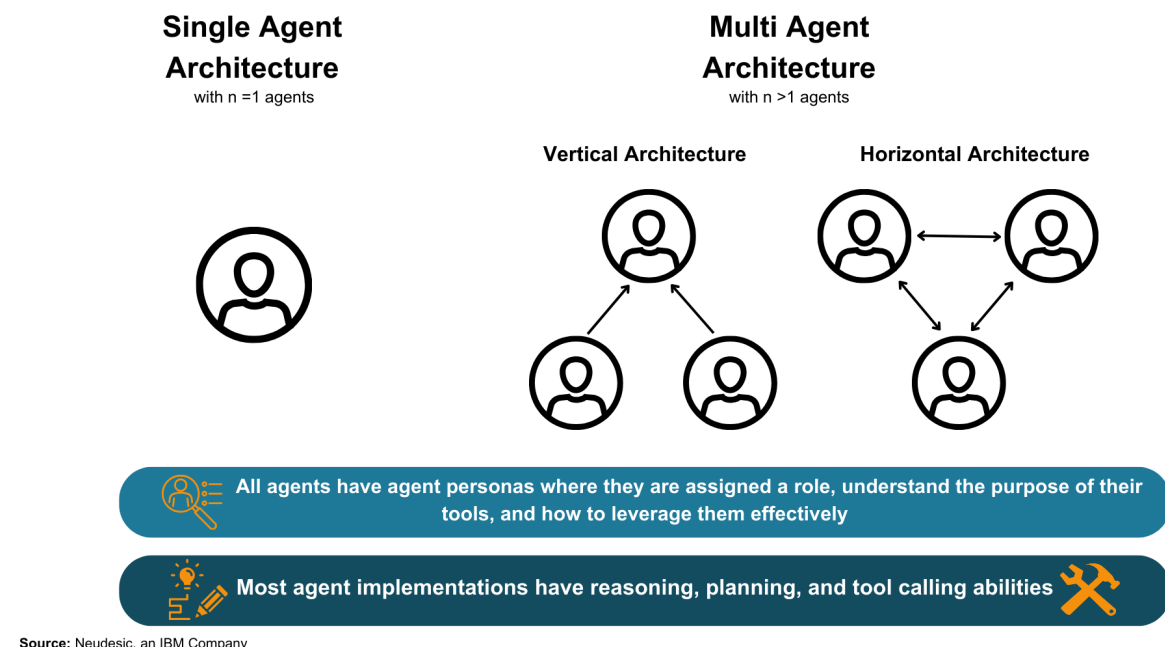 Single Agent
Architecture
with n =1 agents
Multi Agent
Architecture
with n >1 agents
Vertical Architecture
Horizontal Architecture
All agents have agent personas where they are assigned a role, understand the purpose of their
tools, and how to leverage them effectively
Most agent implementations have reasoning, planning, and tool calling abilities
Source: Neudesic, an IBM Company